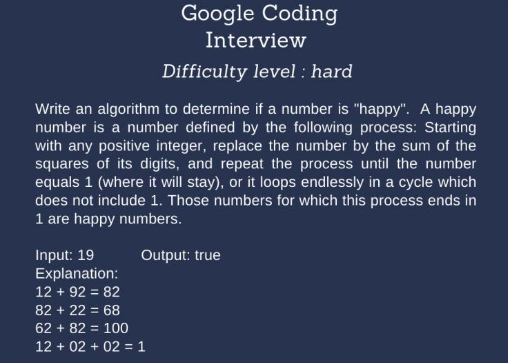 Google Coding
Interview
Difficulty level : hard
Write an algorithm to determine if a number is "happy". A happy
number is a number defined by the following process: Starting
with any positive integer, replace the number by the sum of the
squares of its digits, and repeat the process until the number
equals 1 (where it will stay), or it loops endlessly in a cycle which
does not include 1. Those numbers for which this process ends in
1 are happy numbers.
Input: 19 Output: true
Explanation:
12 + 92 = 82
82 + 22 = 68
62 + 82 = 100
12 + 02 + 02 = 1